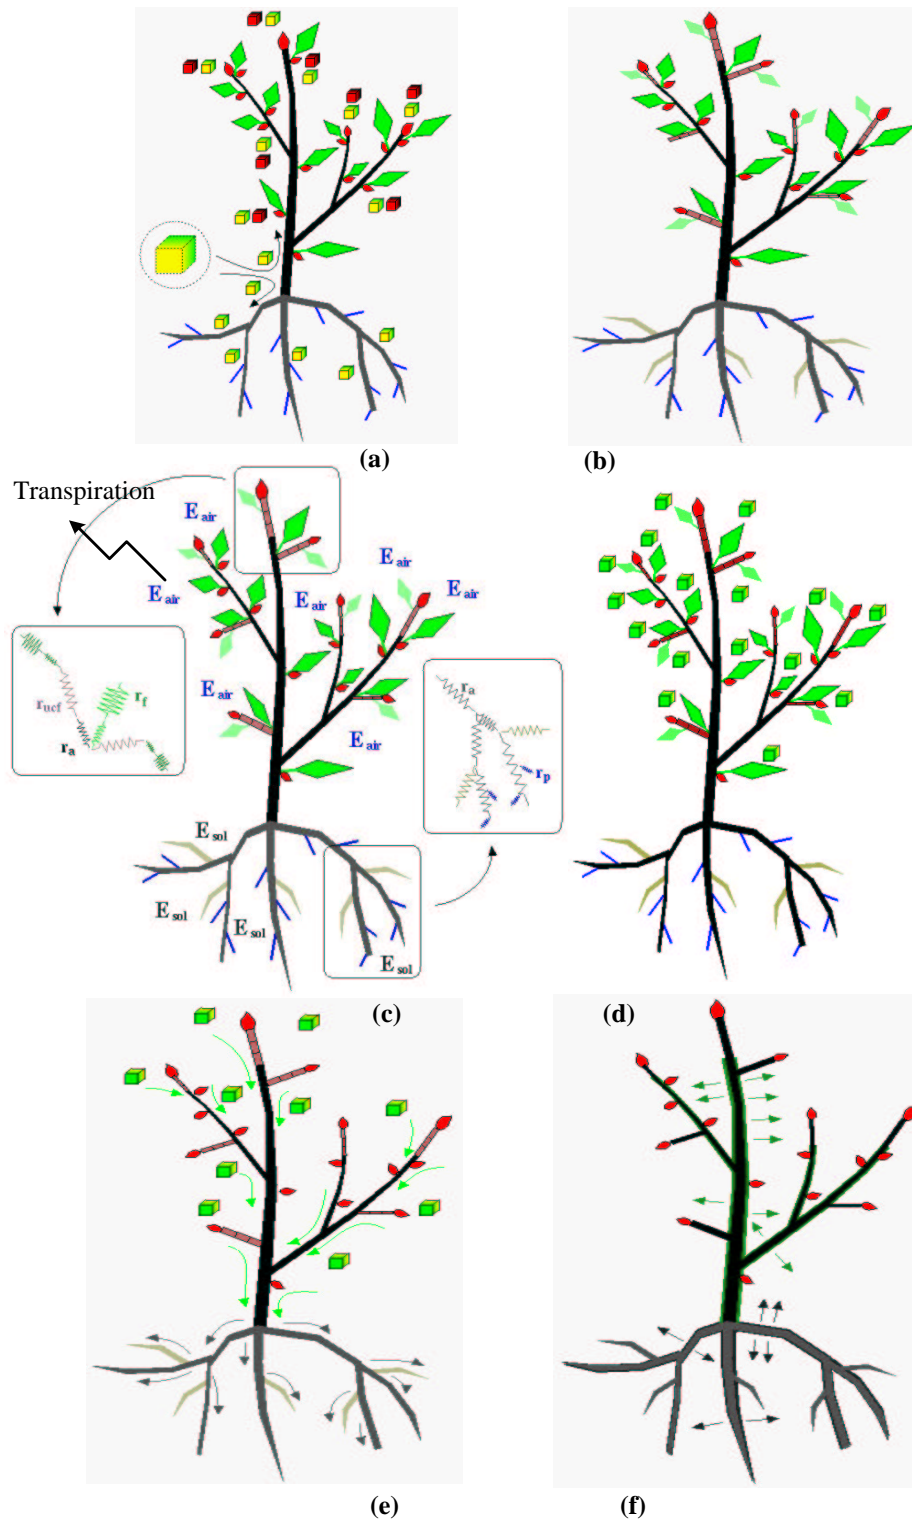 (a)
(b)
Transpiration
E air
E air
E air
E air
E air
E air
E air
r ucf
r f
r a
r a
r p
E sol
E sol
E sol
E sol
(c)
(d)
(e)
(f)